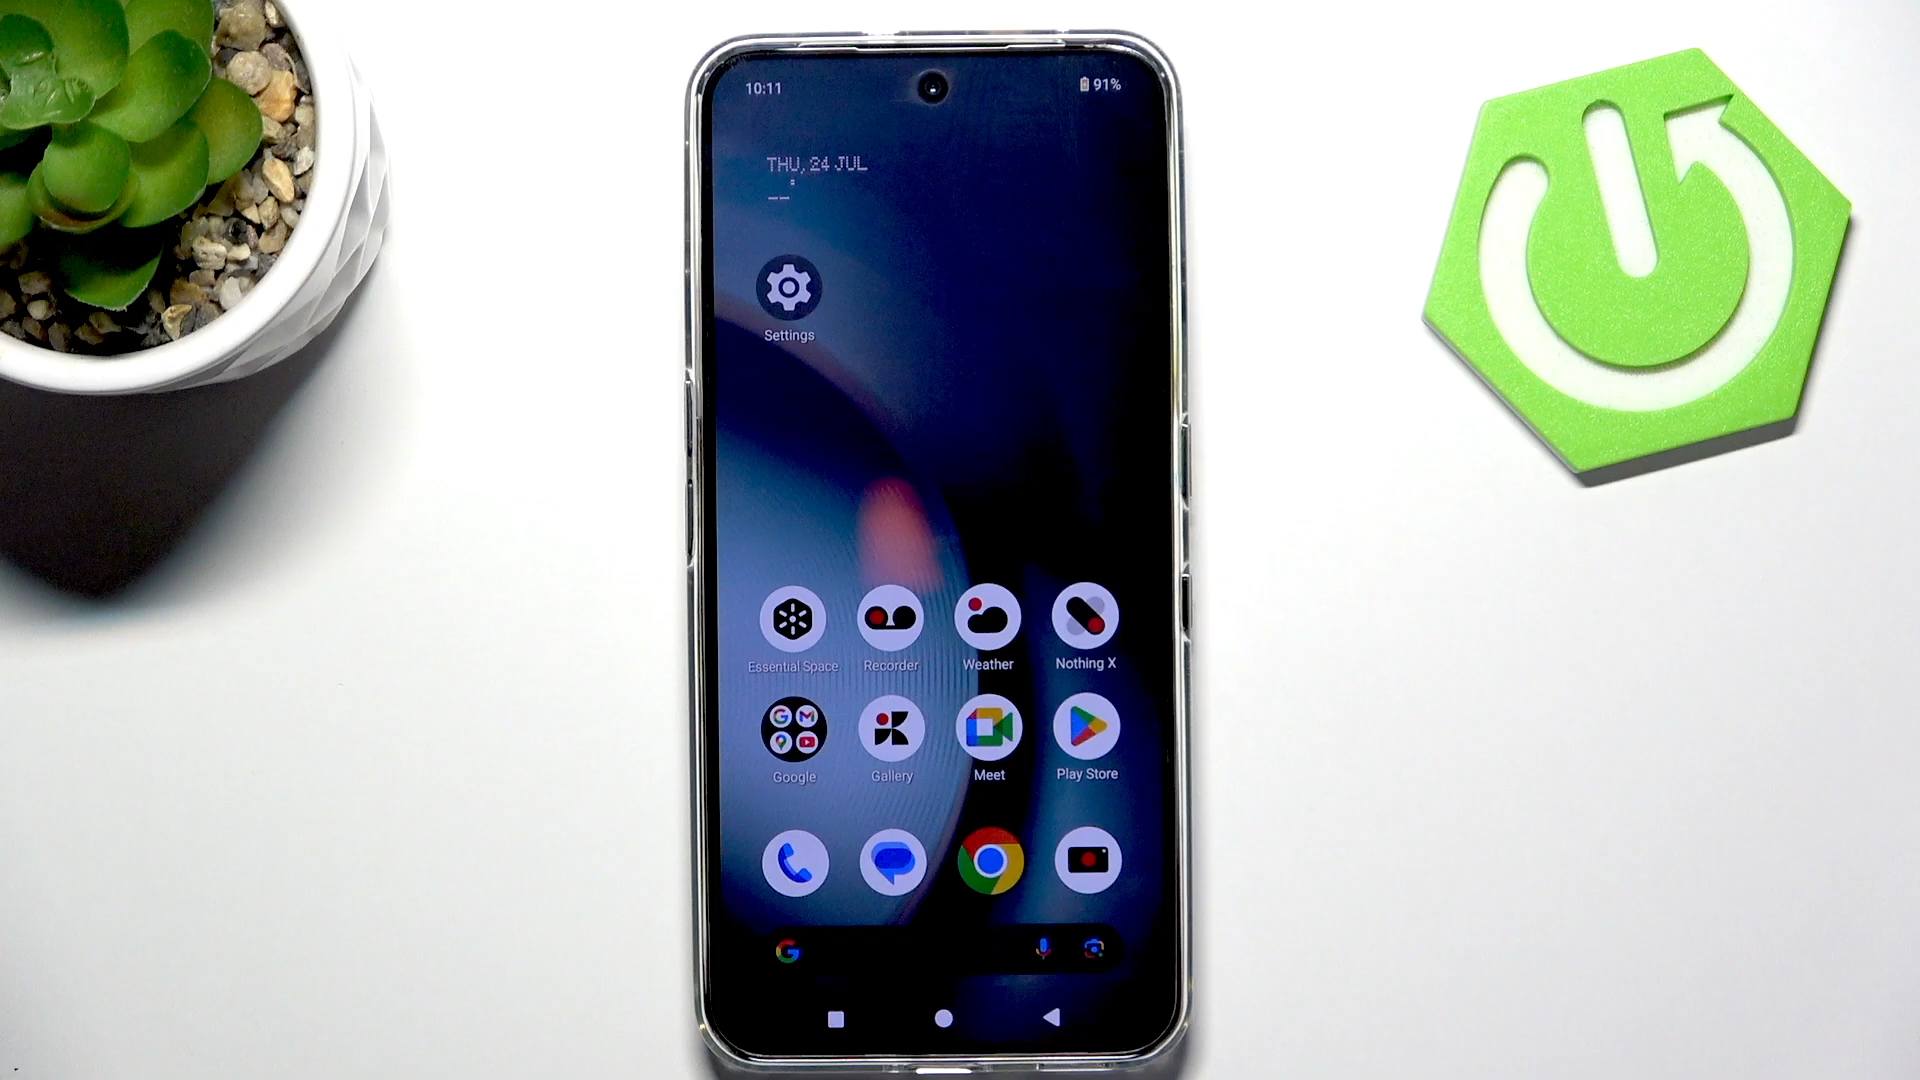 10:11
91%
THU, 24 JUL
Settings
Essential Space
Recorder
Weather
Nothing X
Google
Gallery
Meet
Play Store